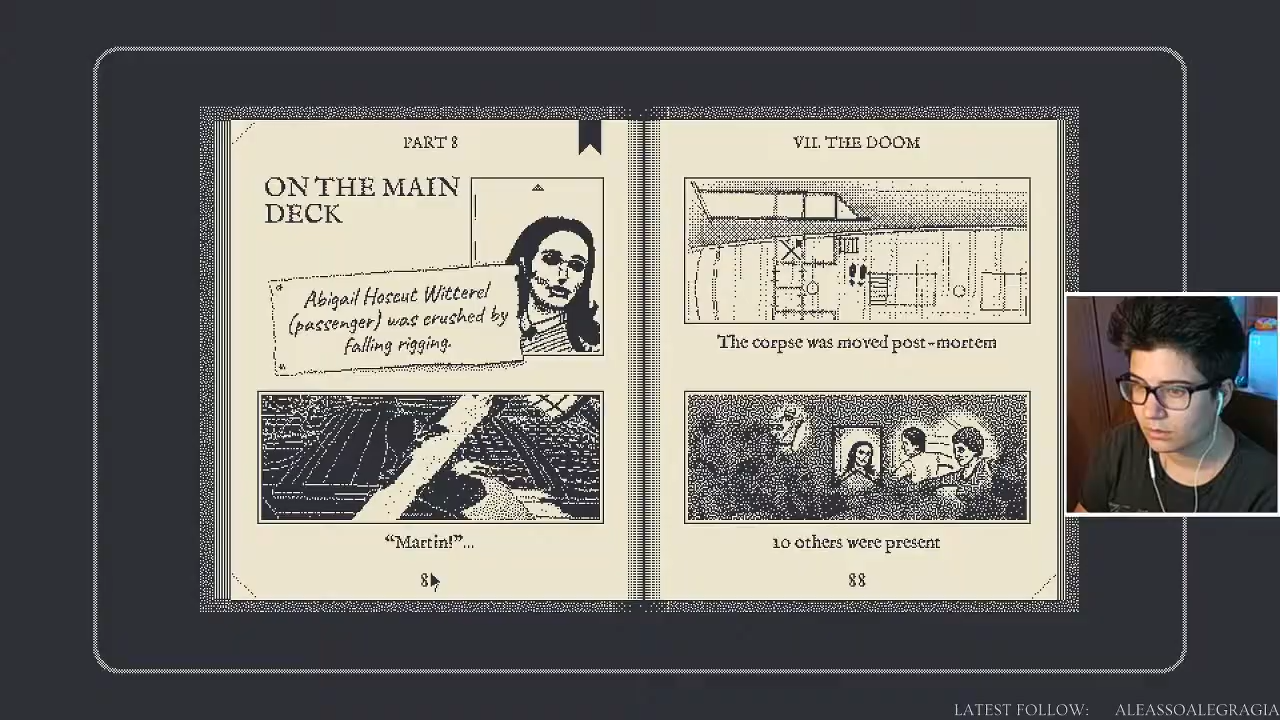 PART 8
ON THE MAIN
DECK
Abigail Hoscut Witterel
(passenger) was crushed by
falling rigging.
"Martin!"...
VII. THE DOOM
The corpse was moved post-mortem
10 others were present
88
LATEST FOLLOW: ALEASSOALEGRAGIA